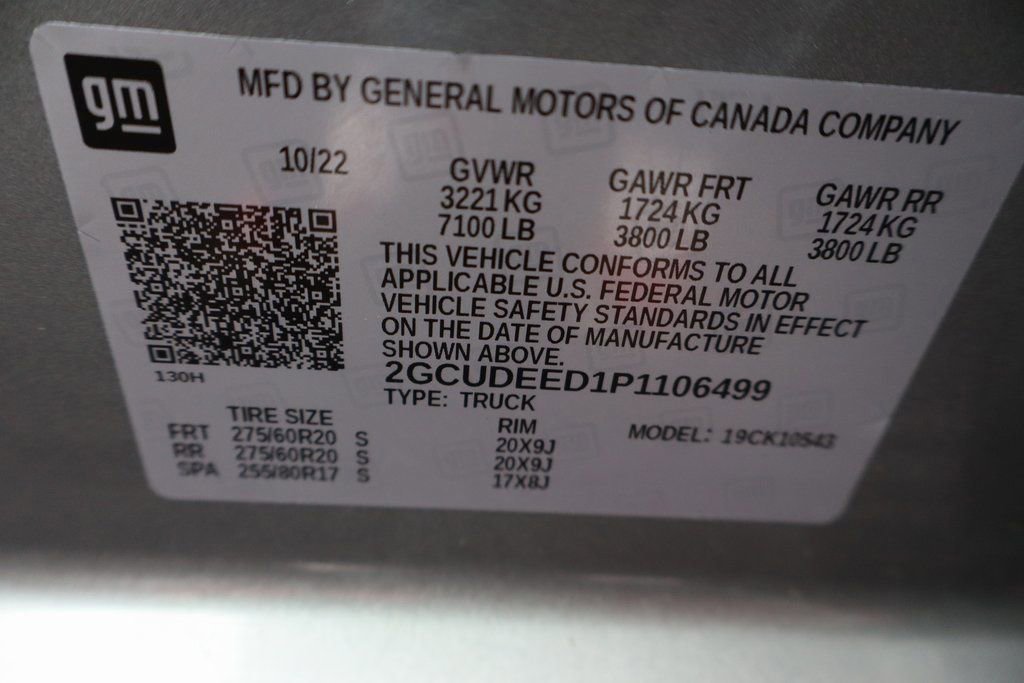 gm
MFD BY GENERAL MOTORS OF CANADA COMPANY
10/22
GVWR GAWR FRT GAWR RR
3221 KG 1724 KG 1724 KG
7100 LB 3800 LB 3800 LB
THIS VEHICLE CONFORMS TO ALL
APPLICABLE U.S. FEDERAL MOTOR
VEHICLE SAFETY STANDARDS IN EFFECT
ON THE DATE OF MANUFACTURE
SHOWN ABOVE.
130H
2GCUDEED1P1106499
TYPE: TRUCK
TIRE SIZE RIM MODEL: 19CK10543
FRT 275/60R20 S 20X9J
RR 275/60R20 S 20X9J
SPA 255/80R17 S 17X8J